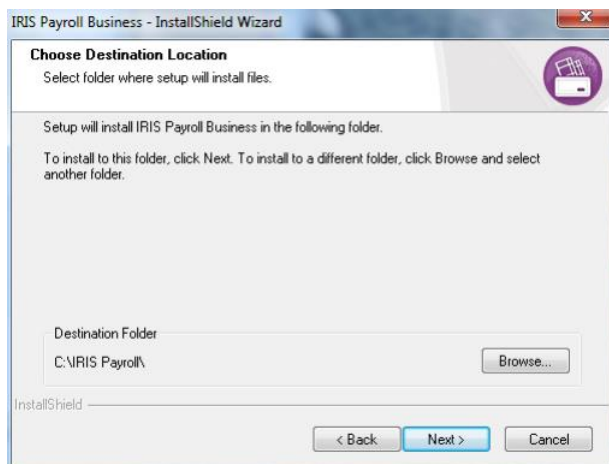 IRIS Payroll Business - InstallShield Wizard
Choose Destination Location
Select folder where setup will install files.
Setup will install IRIS Payroll Business in the following folder.
To install to this folder, click Next. To install to a different folder, click Browse and select
another folder.
Destination Folder
C:\IRIS Payroll\
Browse...
InstallShield
< Back
Next >
Cancel